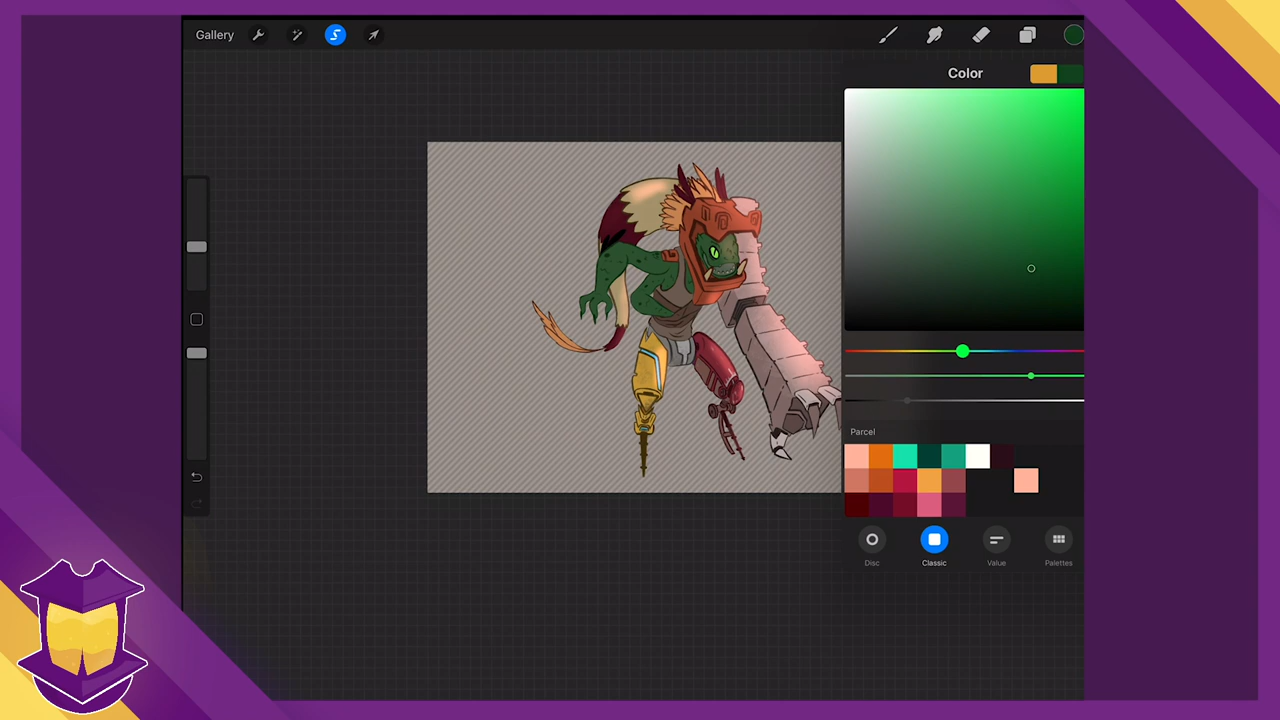 Gallery
Color
Parcel
Disc
Classic
Value
Palettes